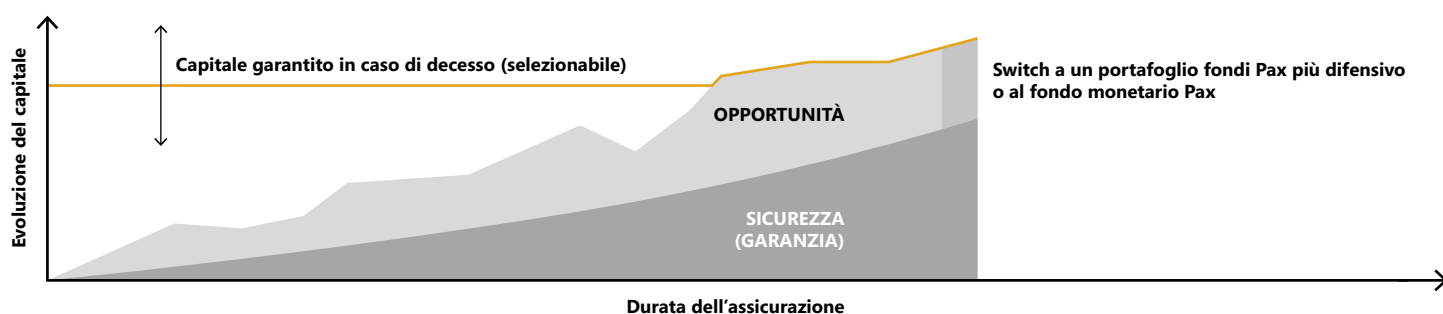 Evoluzione del capitale
Capitale garantito in caso di decesso (selezionabile)
OPPORTUNITÀ
SICUREZZA
(GARANZIA)
Switch a un portafoglio fondi Pax più difensivo
o al fondo monetario Pax
Durata dell’assicurazione